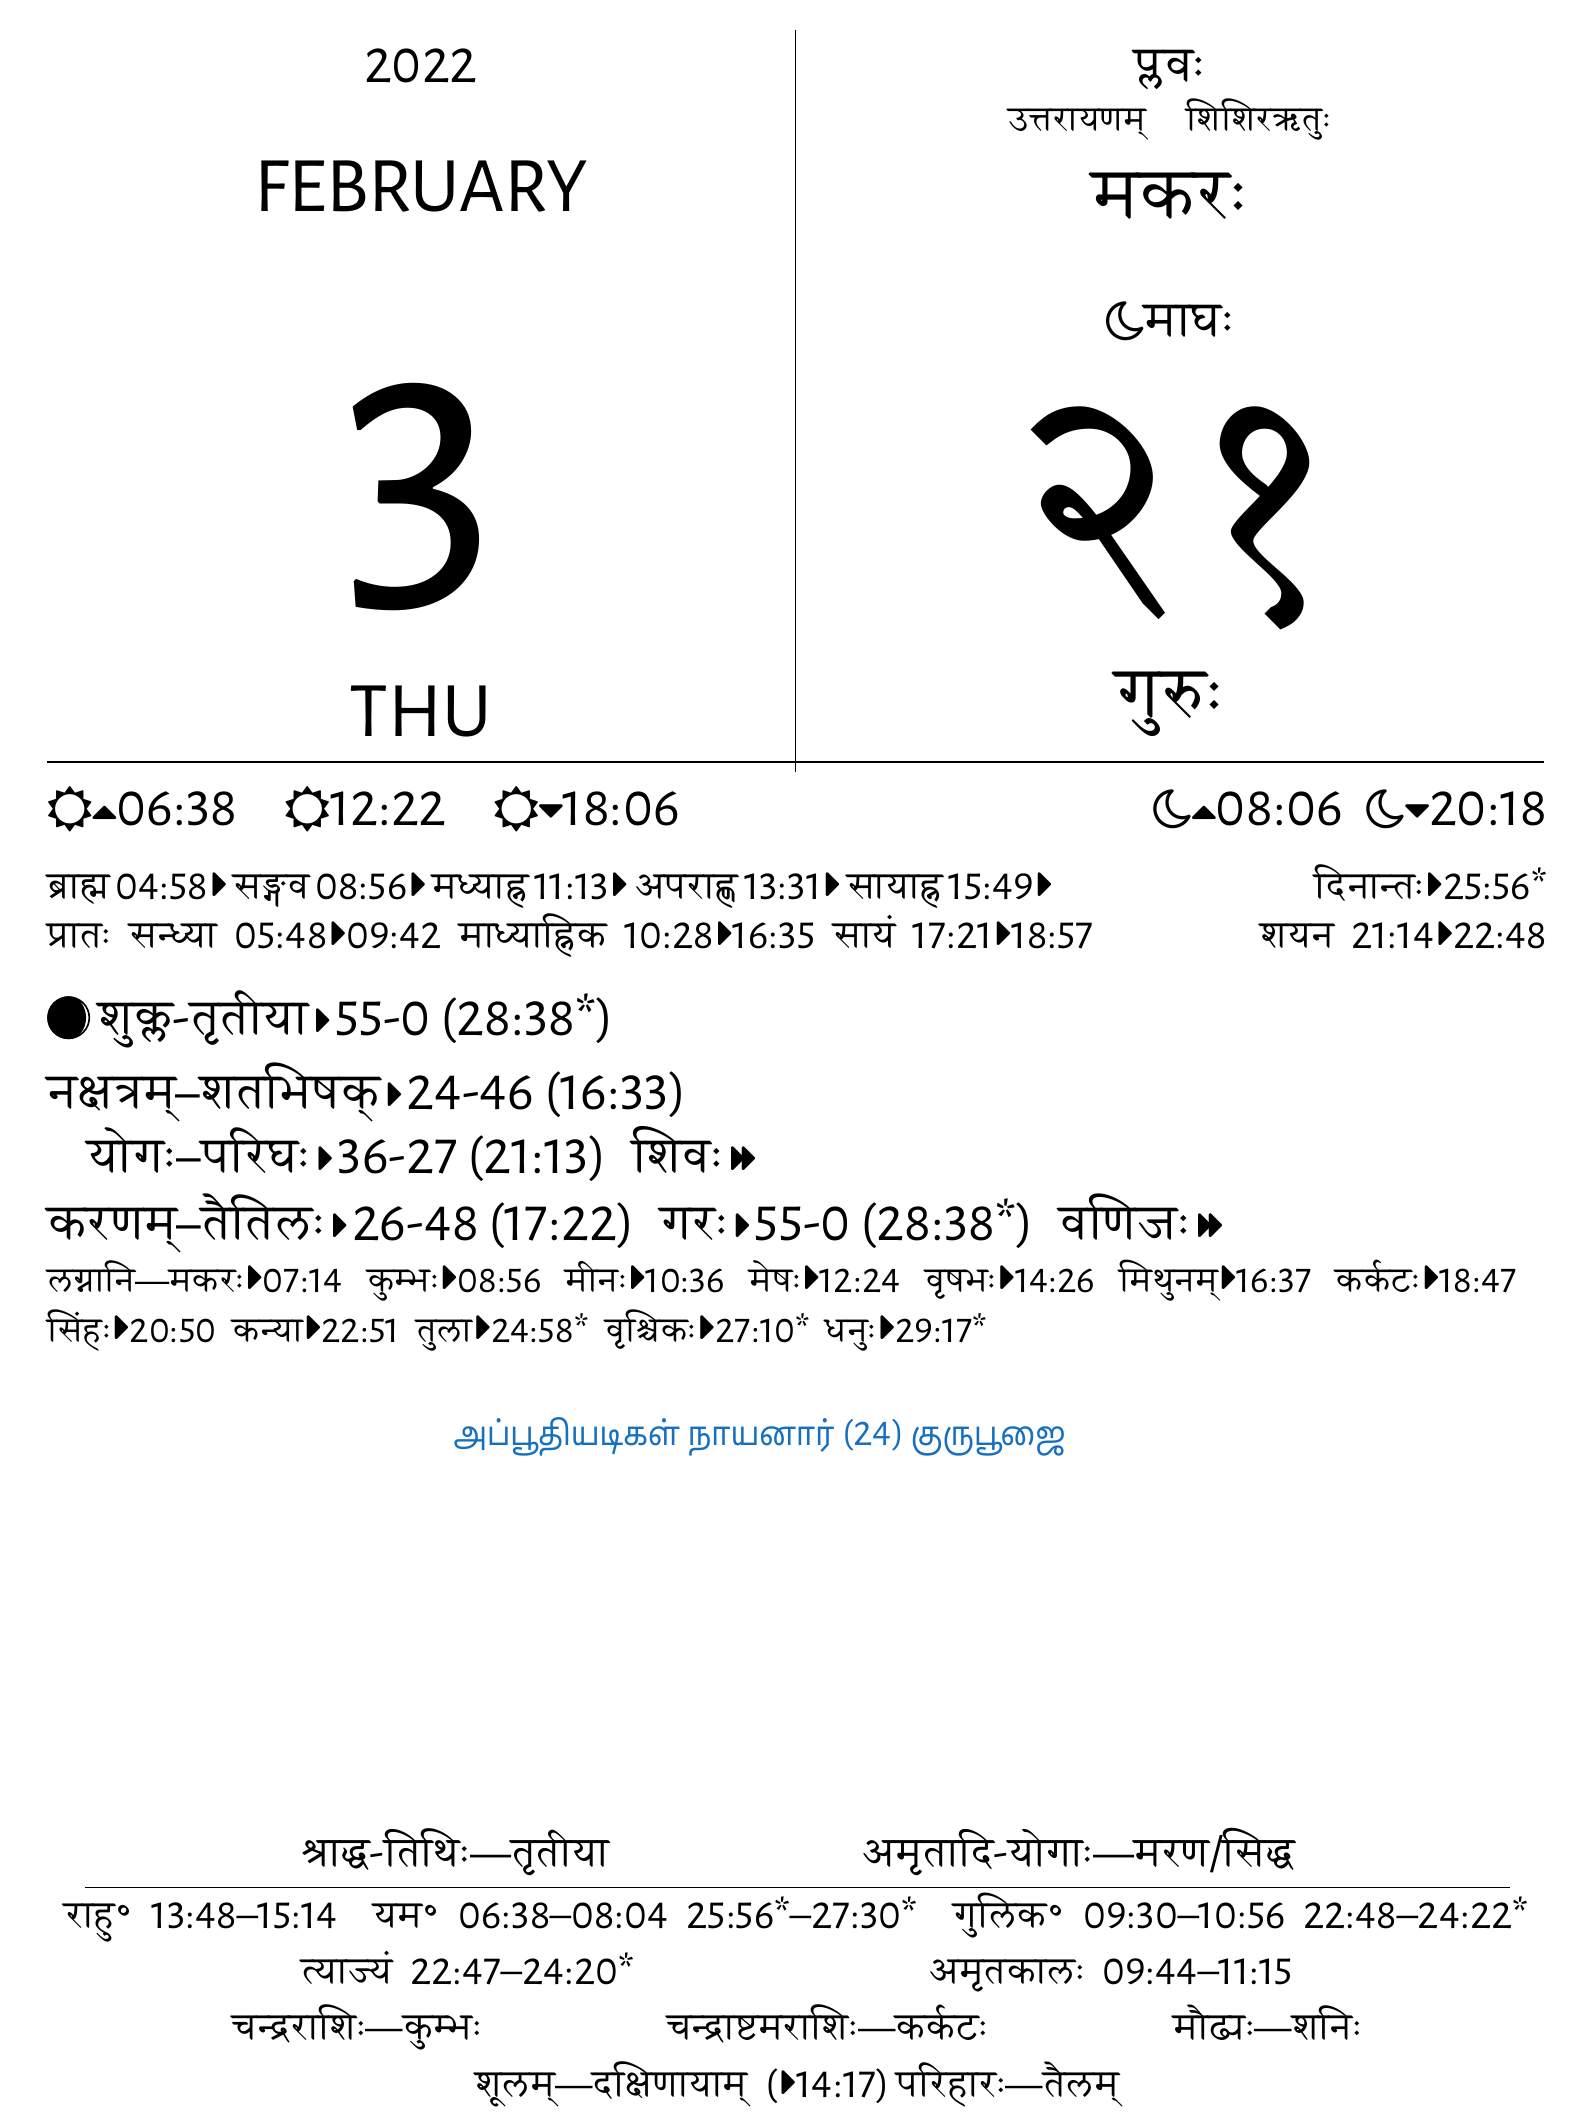 2022
FEBRUARY
3
THU
प्लवः
उत्तरायणम् शिशिरऋतुः
मकरः
माघः
२१
गुरुः
06:38 12:22 18:06 08:06 20:18
ब्राह्म 04:58 सङ्गव 08:56 मध्याह्न 11:13 अपराह्ण 13:31 सायाह्न 15:49 दिनान्तः 25:56*
प्रातः सन्ध्या 05:48 09:42 माध्याह्निक 10:28 16:35 सायं 17:21 18:57 शयन 21:14 22:48
शुक्ल-तृतीया 55-0 (28:38*)
नक्षत्रम्–शतभिषक् 24-46 (16:33)
योगः–परिघः 36-27 (21:13) शिवः
करणम्–तैतिलः 26-48 (17:22) गरः 55-0 (28:38*) वणिजः
लग्नानि—मकरः 07:14 कुम्भः 08:56 मीनः 10:36 मेषः 12:24 वृषभः 14:26 मिथुनम् 16:37 कर्कटः 18:47
सिंहः 20:50 कन्या 22:51 तुला 24:58* वृश्चिकः 27:10* धनुः 29:17*
அப்பூதியடிகள் நாயனார் (24) குருபூஜை
श्राद्ध-तिथिः—तृतीया अमृतादि-योगाः—मरण/सिद्ध
राहु॰ 13:48–15:14 यम॰ 06:38–08:04 25:56*–27:30* गुलिक॰ 09:30–10:56 22:48–24:22*
त्याज्यं 22:47–24:20* अमृतकालः 09:44–11:15
चन्द्रराशिः—कुम्भः चन्द्राष्टमराशिः—कर्कटः मौढ्यः—शनिः
शूलम्—दक्षिणायाम् (14:17) परिहारः—तैलम्